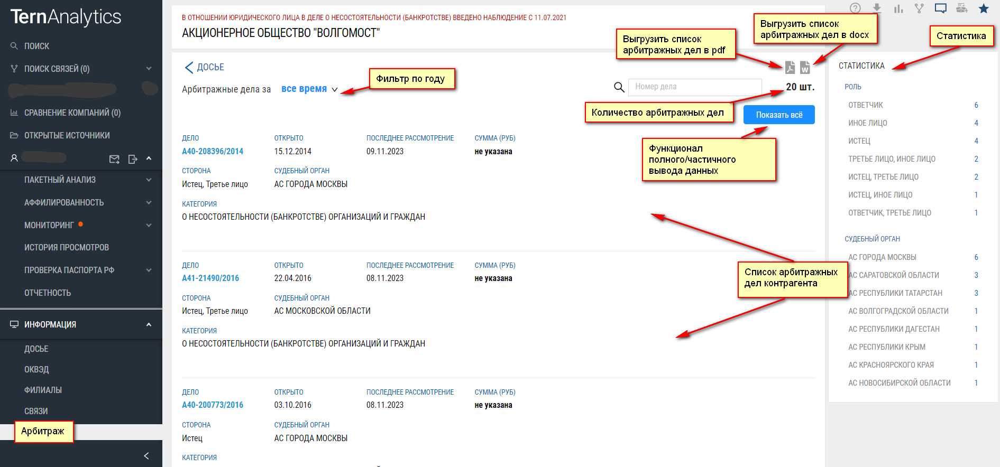 TernAnalytics
ПОИСК
ПОИСК СВЯЗЕЙ (0)
СРАВНЕНИЕ КОМПАНИЙ (0)
ОТКРЫТЫЕ ИСТОЧНИКИ
ПАКЕТНЫЙ АНАЛИЗ
АФФИЛИРОВАННОСТЬ
МОНИТОРИНГ
ИСТОРИЯ ПРОСМОТРОВ
ПРОВЕРКА ПАСПОРТА РФ
ОТЧЕТНОСТЬ
ИНФОРМАЦИЯ
ДОСЬЕ
ОКВЭД
ФИЛИАЛЫ
СВЯЗИ
Арбитраж
В ОТНОШЕНИИ ЮРИДИЧЕСКОГО ЛИЦА В ДЕЛЕ О НЕСОСТОЯТЕЛЬНОСТИ (БАНКРОТСТВЕ) ВВЕДЕНО НАБЛЮДЕНИЕ С 11.07.2021
АКЦИОНЕРНОЕ ОБЩЕСТВО "ВОЛГОМОСТ"
Выгрузить список
арбитражных дел в pdf
Выгрузить список
арбитражных дел в docx
Статистика
ДОСЬЕ
W
Арбитражные дела за все время
Фильтр по году
Номер дела
20 шт.
Количество арбитражных дел
Показать всё
Функционал
полного/частичного
вывода данных
ДЕЛО ОТКРЫТО ПОСЛЕДНЕЕ РАССМОТРЕНИЕ СУММА (РУБ)
А40-208396/2014 15.12.2014 09.11.2023 не указана
СТОРОНА СУДЕБНЫЙ ОРГАН
Истец, Третье лицо АС ГОРОДА МОСКВЫ
КАТЕГОРИЯ
О НЕСОСТОЯТЕЛЬНОСТИ (БАНКРОТСТВЕ) ОРГАНИЗАЦИЙ И ГРАЖДАН
ДЕЛО ОТКРЫТО ПОСЛЕДНЕЕ РАССМОТРЕНИЕ СУММА (РУБ)
А41-21490/2016 22.04.2016 08.11.2023 не указана
СТОРОНА СУДЕБНЫЙ ОРГАН
Истец, Третье лицо АС МОСКОВСКОЙ ОБЛАСТИ
КАТЕГОРИЯ
О НЕСОСТОЯТЕЛЬНОСТИ (БАНКРОТСТВЕ) ОРГАНИЗАЦИЙ И ГРАЖДАН
Список арбитражных
дел контрагента
ДЕЛО ОТКРЫТО ПОСЛЕДНЕЕ РАССМОТРЕНИЕ СУММА (РУБ)
А40-200773/2016 03.10.2016 08.11.2023 не указана
СТОРОНА СУДЕБНЫЙ ОРГАН
Истец АС ГОРОДА МОСКВЫ
КАТЕГОРИЯ
СТАТИСТИКА
РОЛЬ
ОТВЕТЧИК 6
ИНОЕ ЛИЦО 4
ИСТЕЦ 4
ТРЕТЬЕ ЛИЦО, ИНОЕ ЛИЦО 2
ИСТЕЦ, ТРЕТЬЕ ЛИЦО 2
ИСТЕЦ, ИНОЕ ЛИЦО 1
ОТВЕТЧИК, ТРЕТЬЕ ЛИЦО 1
СУДЕБНЫЙ ОРГАН
АС ГОРОДА МОСКВЫ 6
АС САРАТОВСКОЙ ОБЛАСТИ 3
АС РЕСПУБЛИКИ ТАТАРСТАН 3
АС ВОЛГОГРАДСКОЙ ОБЛАСТИ 1
АС РЕСПУБЛИКИ ДАГЕСТАН 1
АС РЕСПУБЛИКИ КРЫМ 1
АС КРАСНОЯРСКОГО КРАЯ 1
АС НОВОСИБИРСКОЙ ОБЛАСТИ 1